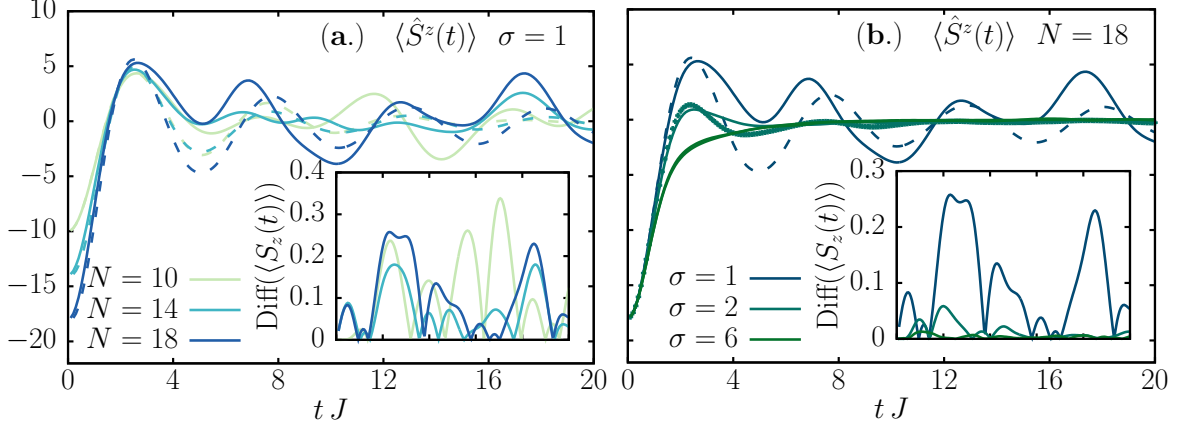 (a.) ⟨Ŝᶻ(t)⟩ σ = 1
10
5
0
−5
−10
−15
−20
0 4 8 12 16 20
t J
N = 10
N = 14
N = 18
Diff(⟨S_z(t)⟩)
0.4
0.3
0.2
0.1
0
(b.) ⟨Ŝᶻ(t)⟩ N = 18
0 4 8 12 16 20
t J
σ = 1
σ = 2
σ = 6
Diff(⟨S_z(t)⟩)
0.3
0.2
0.1
0